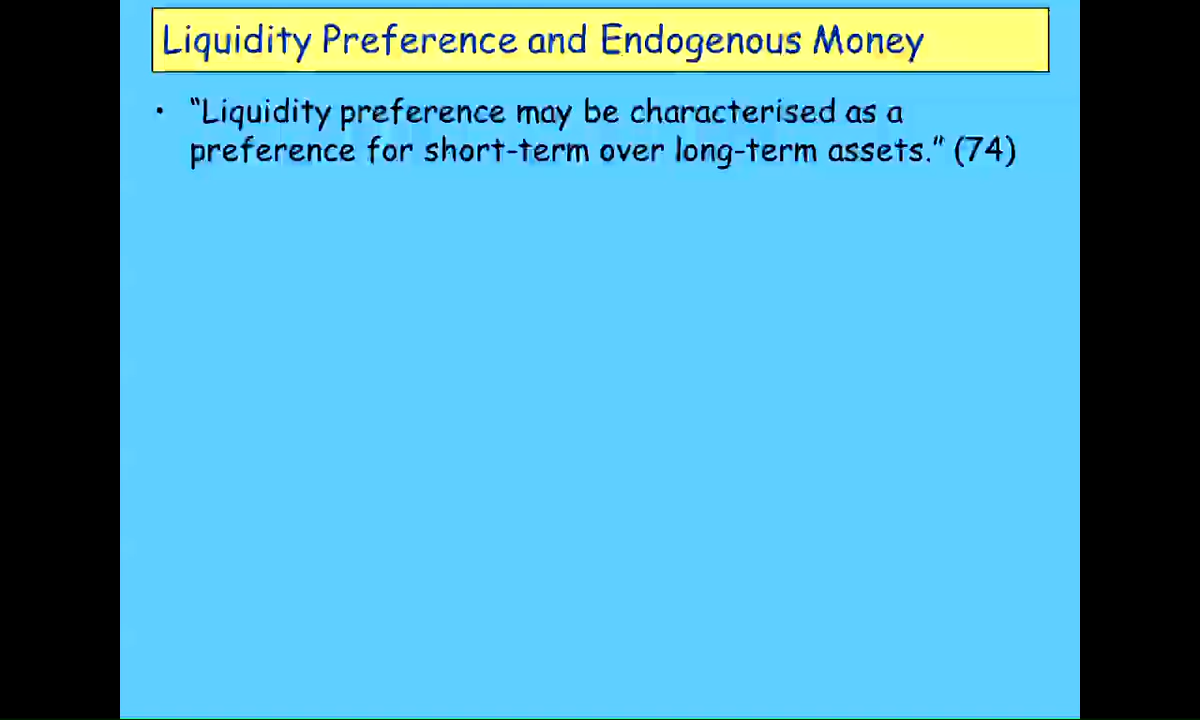 Liquidity Preference and Endogenous Money
• “Liquidity preference may be characterised as a
preference for short-term over long-term assets.” (74)